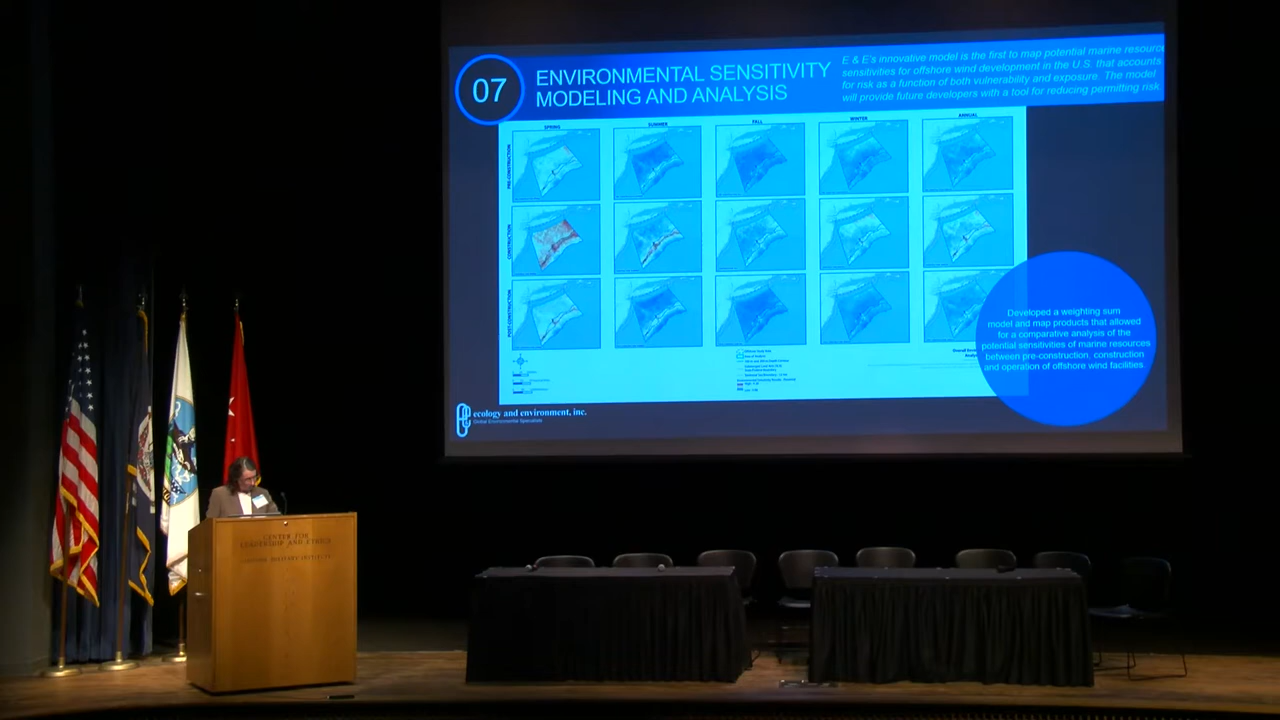 07
ENVIRONMENTAL SENSITIVITY
MODELING AND ANALYSIS
E & E's innovative model is the first to map potential marine resource
sensitivities for offshore wind development in the U.S. that accounts
for risk as a function of both vulnerability and exposure. The model
will provide future developers with a tool for reducing permitting risk
SPRING
SUMMER
FALL
WINTER
ANNUAL
PRE-CONSTRUCTION
CONSTRUCTION
POST-CONSTRUCTION
Developed a weighting sum
model and map products that allowed
for a comparative analysis of the
potential sensitivities of marine resources
between pre-construction, construction
and operation of offshore wind facilities.
ecology and environment, inc.
Global Environmental Specialists
CENTER FOR
LEADERSHIP AND ETHICS